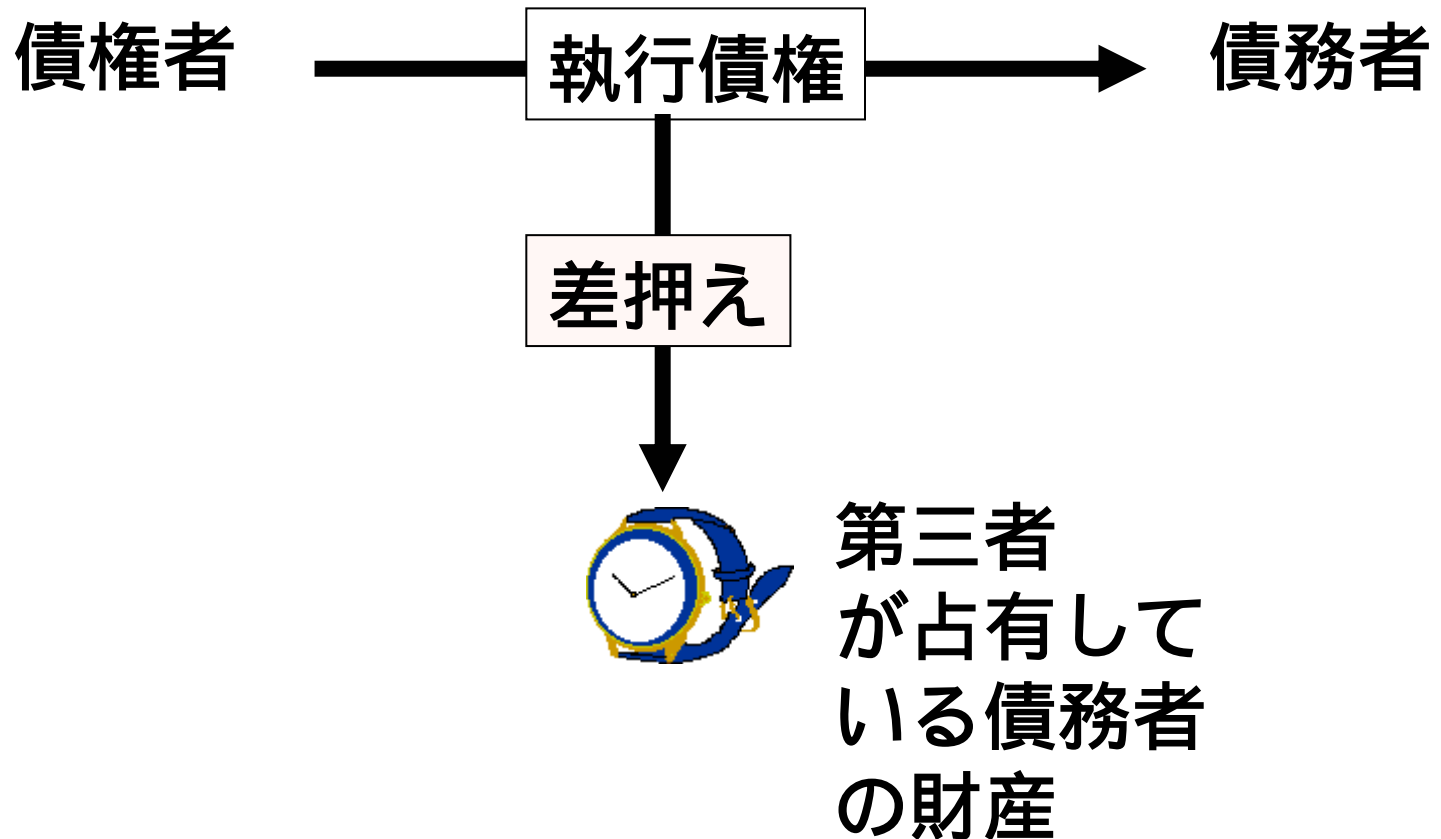 債権者
執行債権
債務者
差押え
第三者
が占有して
いる債務者
の財産